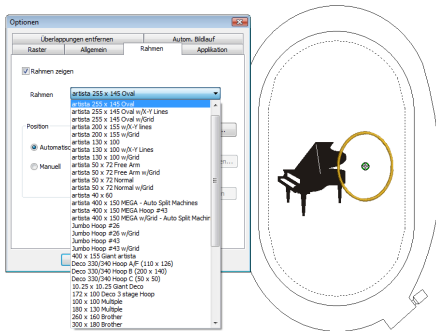 Optionen
Überlappungen entfernen
Autom. Bildlauf
Raster
Allgemein
Rahmen
Applikation
Rahmen zeigen
Rahmen
artista 255 x 145 Oval
artista 255 x 145 Oval
artista 255 x 145 Oval w/X-Y Lines
artista 255 x 145 Oval w/Grid
artista 200 x 155 w/X-Y lines
artista 200 x 155 w/Grid
artista 130 x 100
artista 130 x 100 w/X-Y Lines
artista 130 x 100 w/Grid
artista 50 x 72 Free Arm
artista 50 x 72 Free Arm w/Grid
artista 50 x 72 Normal
artista 50 x 72 Normal w/Grid
artista 40 x 60
artista 400 x 150 MEGA - Auto Split Machines
artista 400 x 150 MEGA Hoop #43
artista 400 x 150 MEGA w/Grid - Auto Split Machin
Jumbo Hoop #26
Jumbo Hoop #26 w/Grid
Jumbo Hoop #43
Jumbo Hoop #43 w/Grid
400 x 155 Giant artista
Deco 330/340 Hoop A/F (110 x 126)
Deco 330/340 Hoop B (200 x 140)
Deco 330/340 Hoop C (50 x 50)
10.25 x 10.25 Giant Deco
172 x 100 Deco 3 stage Hoop
100 x 100 Multiple
180 x 130 Multiple
260 x 160 Brother
300 x 180 Brother
Position
Automatisc
Manuell